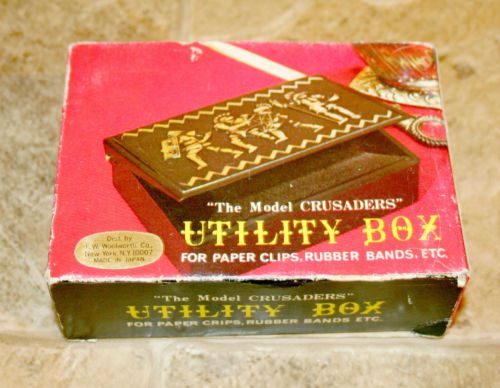 "The Model CRUSADERS"
UTILITY BOX
FOR PAPER CLIPS, RUBBER BANDS, ETC.
Dist. by
F. W. Woolworth Co.,
New York, N.Y. 10007
MADE IN JAPAN
"The Model CRUSADERS"
UTILITY BOX
FOR PAPER CRIPS, RUBBER BANDS ETC.